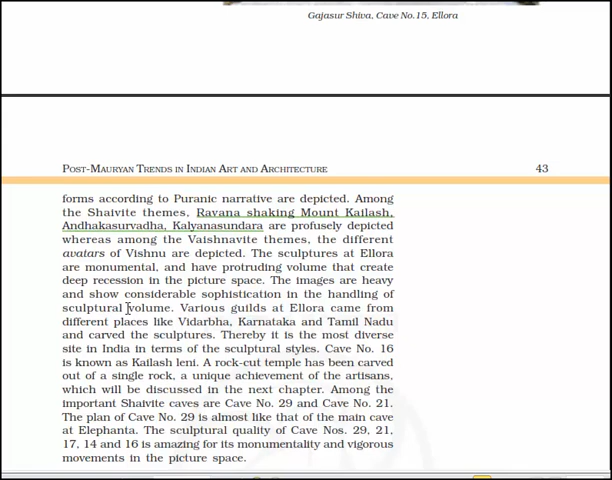 Gajasur Shiva, Cave No.15, Ellora
POST-MAURYAN TRENDS IN INDIAN ART AND ARCHITECTURE 43
forms according to Puranic narrative are depicted. Among
the Shaivite themes, Ravana shaking Mount Kailash,
Andhakasurvadha, Kalyanasundara are profusely depicted
whereas among the Vaishnavite themes, the different
avatars of Vishnu are depicted. The sculptures at Ellora
are monumental, and have protruding volume that create
deep recession in the picture space. The images are heavy
and show considerable sophistication in the handling of
sculptural volume. Various guilds at Ellora came from
different places like Vidarbha, Karnataka and Tamil Nadu
and carved the sculptures. Thereby it is the most diverse
site in India in terms of the sculptural styles. Cave No. 16
is known as Kailash leni. A rock-cut temple has been carved
out of a single rock, a unique achievement of the artisans,
which will be discussed in the next chapter. Among the
important Shaivite caves are Cave No. 29 and Cave No. 21.
The plan of Cave No. 29 is almost like that of the main cave
at Elephanta. The sculptural quality of Cave Nos. 29, 21,
17, 14 and 16 is amazing for its monumentality and vigorous
movements in the picture space.